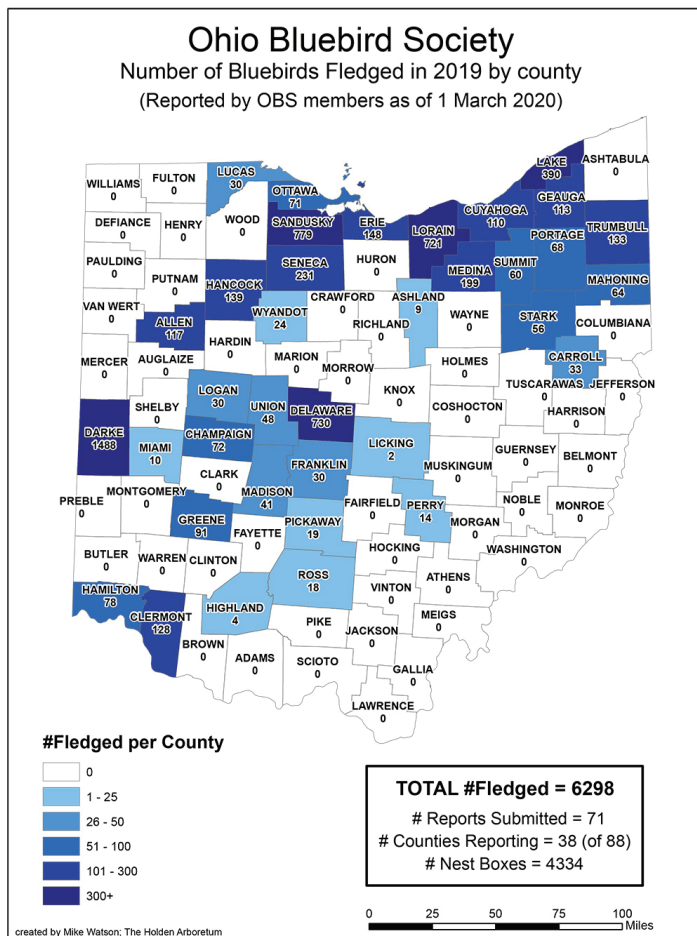 Ohio Bluebird Society
Number of Bluebirds Fledged in 2019 by county
(Reported by OBS members as of 1 March 2020)
WILLIAMS
0
FULTON
0
LUCAS
30
OTTAWA
71
LAKE
390
ASHTABULA
0
DEFIANCE
0
HENRY
0
WOOD
0
SANDUSKY
779
ERIE
148
LORAIN
721
CUYAHOGA
110
GEAUGA
113
TRUMBULL
133
PAULDING
0
PUTNAM
0
HANCOCK
139
SENECA
231
HURON
0
MEDINA
199
SUMMIT
60
PORTAGE
68
MAHONING
64
VAN WERT
0
ALLEN
117
WYANDOT
24
CRAWFORD
0
RICHLAND
0
ASHLAND
9
WAYNE
0
STARK
56
COLUMBIANA
0
MERCER
0
AUGLAIZE
0
HARDIN
0
MARION
0
MORROW
0
HOLMES
0
CARROLL
33
TUSCARAWAS
0
JEFFERSON
0
SHELBY
0
LOGAN
30
UNION
48
DELAWARE
730
KNOX
0
COSHOCTON
0
HARRISON
0
DARKE
1488
MIAMI
10
CHAMPAIGN
72
CLARK
0
FRANKLIN
30
LICKING
2
MUSKINGUM
0
GUERNSEY
0
BELMONT
0
PREBLE
0
MONTGOMERY
0
GREENE
91
MADISON
41
FAYETTE
0
PICKAWAY
19
FAIRFIELD
0
PERRY
14
MORGAN
0
NOBLE
0
MONROE
0
BUTLER
0
WARREN
0
CLINTON
0
ROSS
18
HOCKING
0
WASHINGTON
0
HAMILTON
78
CLERMONT
128
HIGHLAND
4
VINTON
0
ATHENS
0
MEIGS
0
BROWN
0
ADAMS
0
PIKE
0
SCIOTO
0
JACKSON
0
GALLIA
0
LAWRENCE
0
#Fledged per County
0
1 - 25
26 - 50
51 - 100
101 - 300
300+
TOTAL #Fledged = 6298
# Reports Submitted = 71
# Counties Reporting = 38 (of 88)
# Nest Boxes = 4334
0 25 50 75 100
Miles
created by Mike Watson; The Holden Arboretum